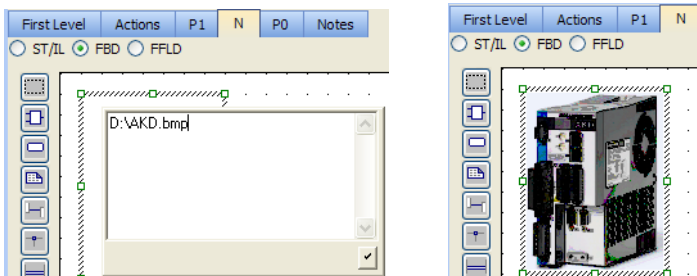 First Level Actions P1 N P0 Notes
ST/IL FBD FFLD
D:\AKD.bmp
First Level Actions P1 N
ST/IL FBD FFLD